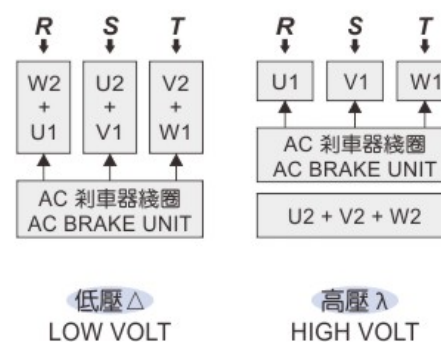 R S T
W2 + U1
U2 + V1
V2 + W1
AC 剎車器綫圈
AC BRAKE UNIT
低壓 △
LOW VOLT
R S T
U1 V1 W1
AC 剎車器綫圈
AC BRAKE UNIT
U2 + V2 + W2
高壓 λ
HIGH VOLT